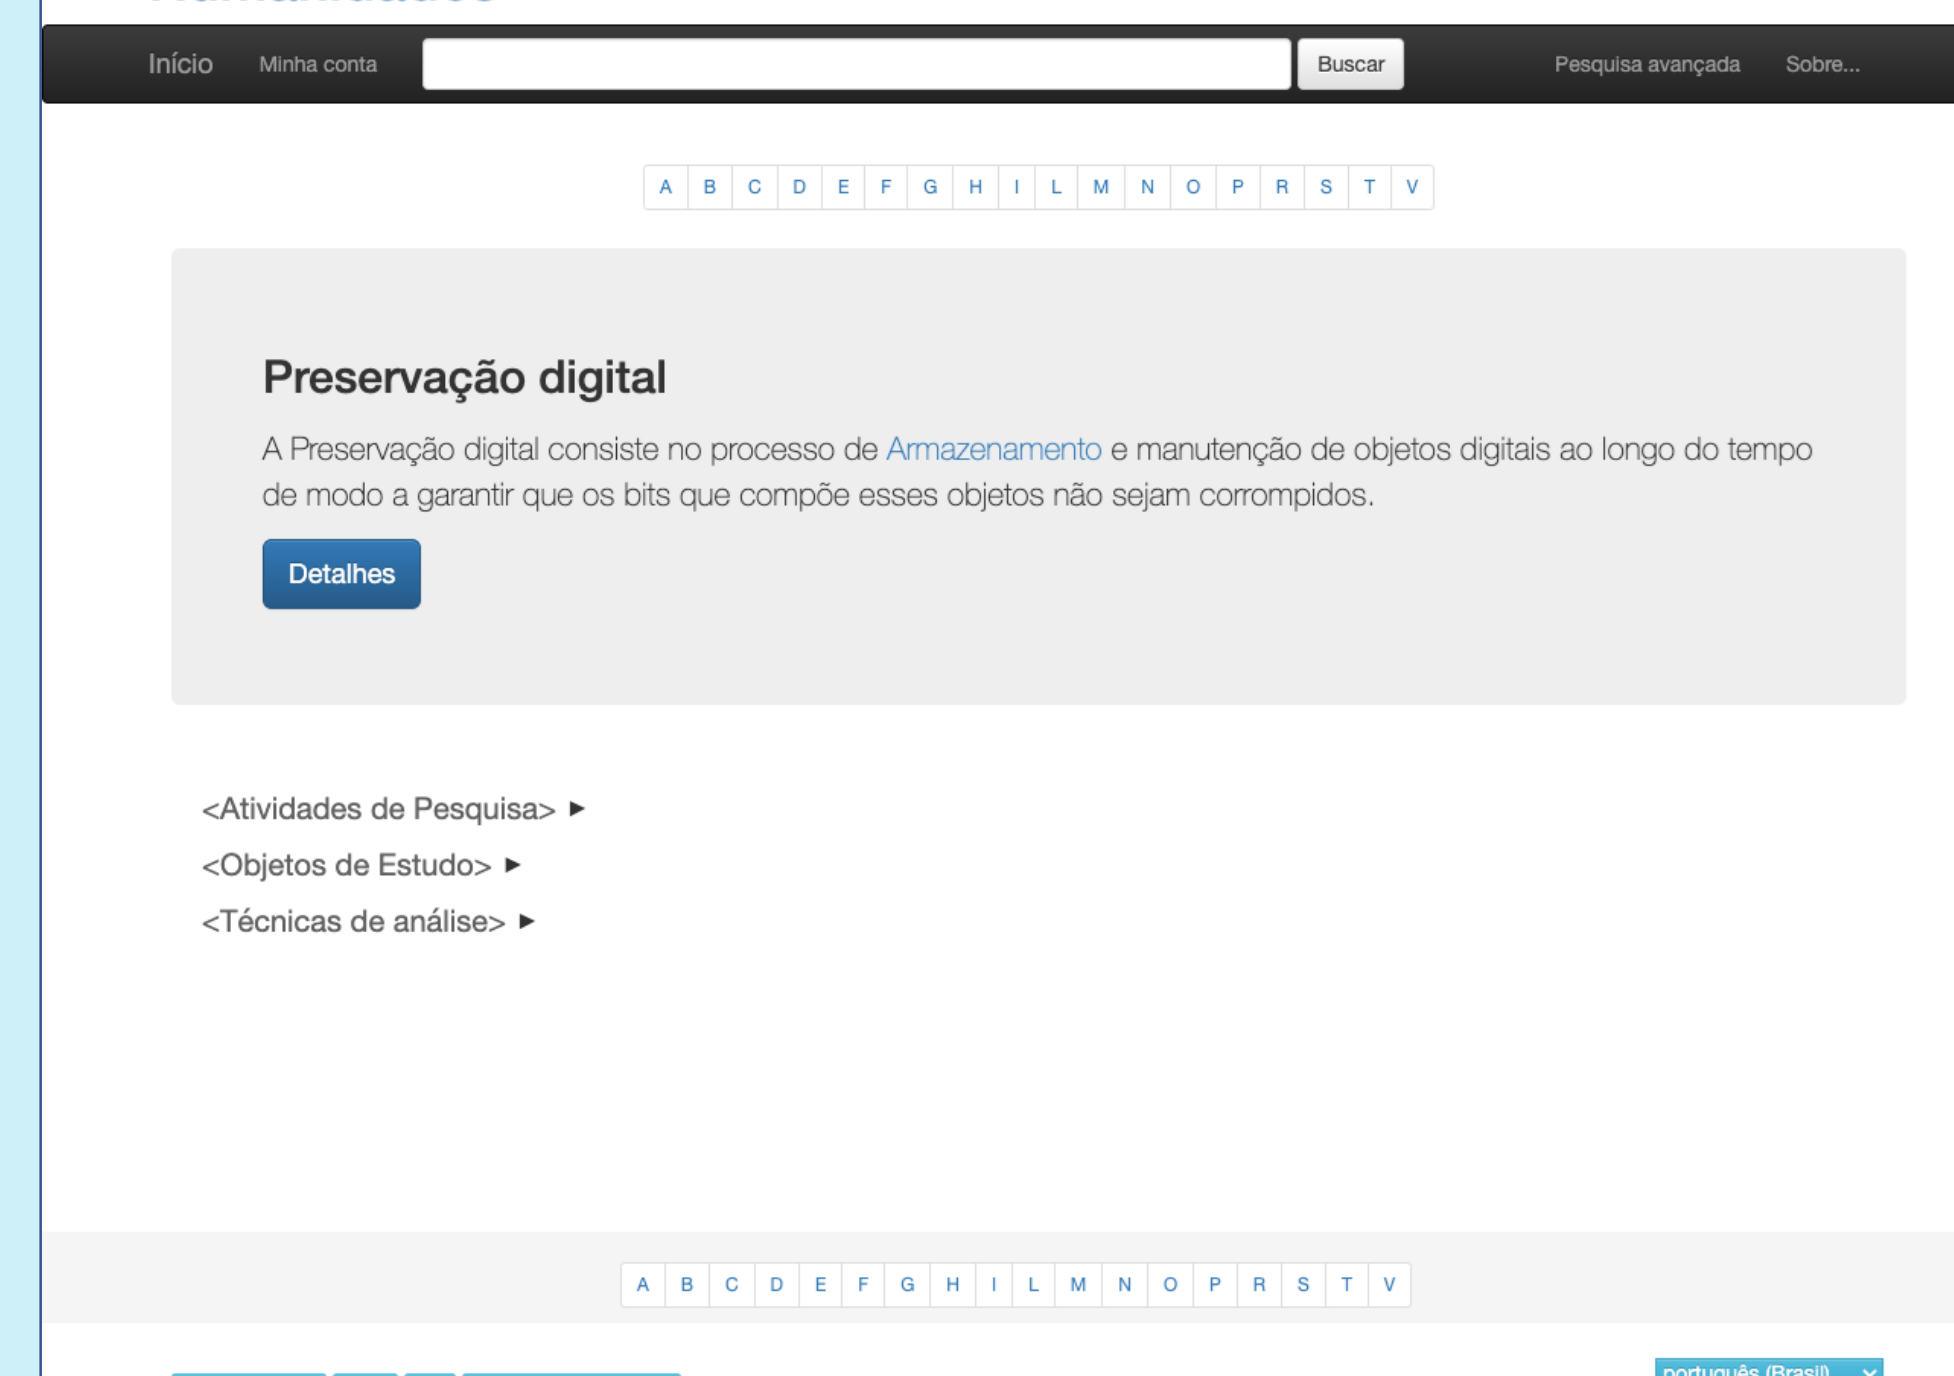 Início Minha conta Buscar Pesquisa avançada Sobre...
A B C D E F G H I L M N O P R S T V
Preservação digital
A Preservação digital consiste no processo de Armazenamento e manutenção de objetos digitais ao longo do tempo
de modo a garantir que os bits que compõe esses objetos não sejam corrompidos.
Detalhes
<Atividades de Pesquisa> ►
<Objetos de Estudo> ►
<Técnicas de análise> ►
A B C D E F G H I L M N O P R S T V
português (Brasil)